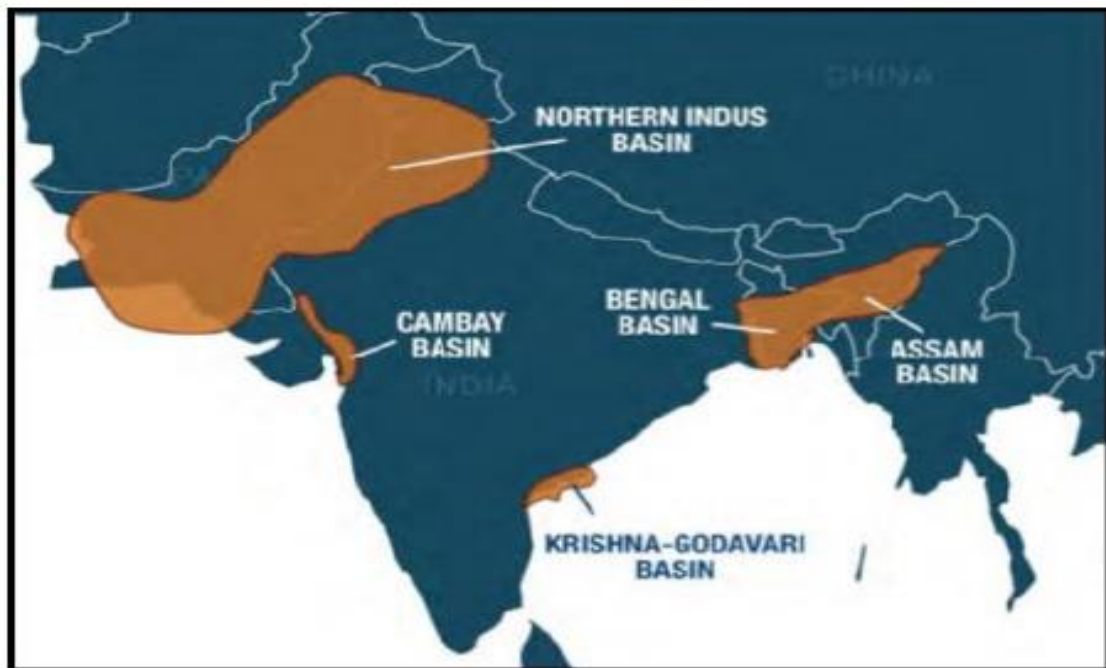 CHINA
NORTHERN INDUS
BASIN
BENGAL
BASIN
CAMBAY
BASIN
ASSAM
BASIN
INDIA
KRISHNA-GODAVARI
BASIN